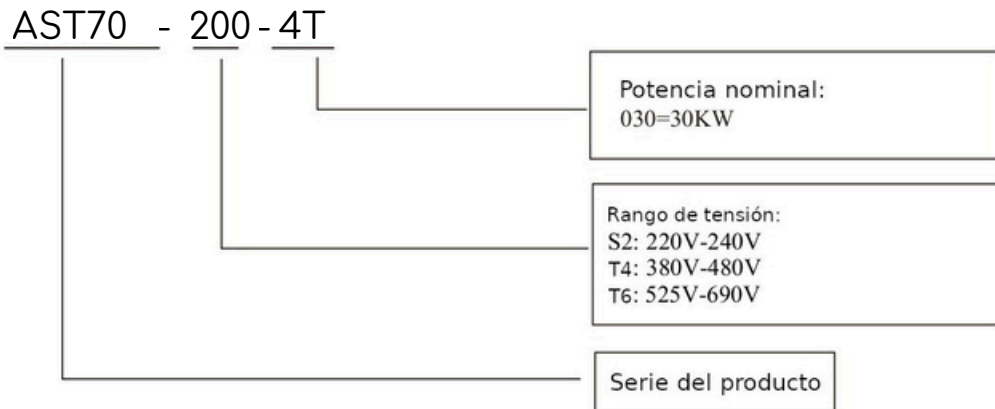 AST70 - 200 - 4T
Potencia nominal:
030=30KW
Rango de tensión:
S2: 220V-240V
T4: 380V-480V
T6: 525V-690V
Serie del producto